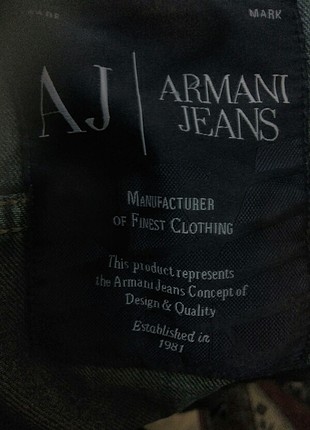 MARK
AJ | ARMANI
JEANS
MANUFACTURER
OF FINEST CLOTHING
This product represents
the Armani Jeans Concept of
Design & Quality
Established in
1981